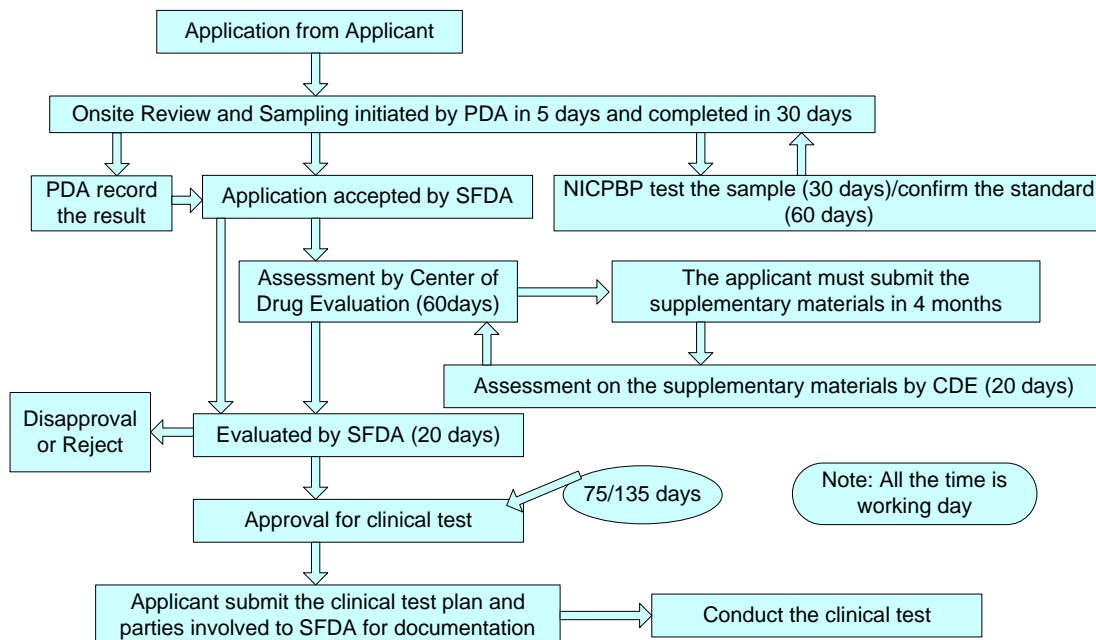 Application from Applicant
Onsite Review and Sampling initiated by PDA in 5 days and completed in 30 days
PDA record
the result
Application accepted by SFDA
NICPBP test the sample (30 days)/confirm the standard
(60 days)
Assessment by Center of
Drug Evaluation (60days)
The applicant must submit the
supplementary materials in 4 months
Assessment on the supplementary materials by CDE (20 days)
Disapproval
or Reject
Evaluated by SFDA (20 days)
75/135 days
Note: All the time is
working day
Approval for clinical test
Applicant submit the clinical test plan and
parties involved to SFDA for documentation
Conduct the clinical test